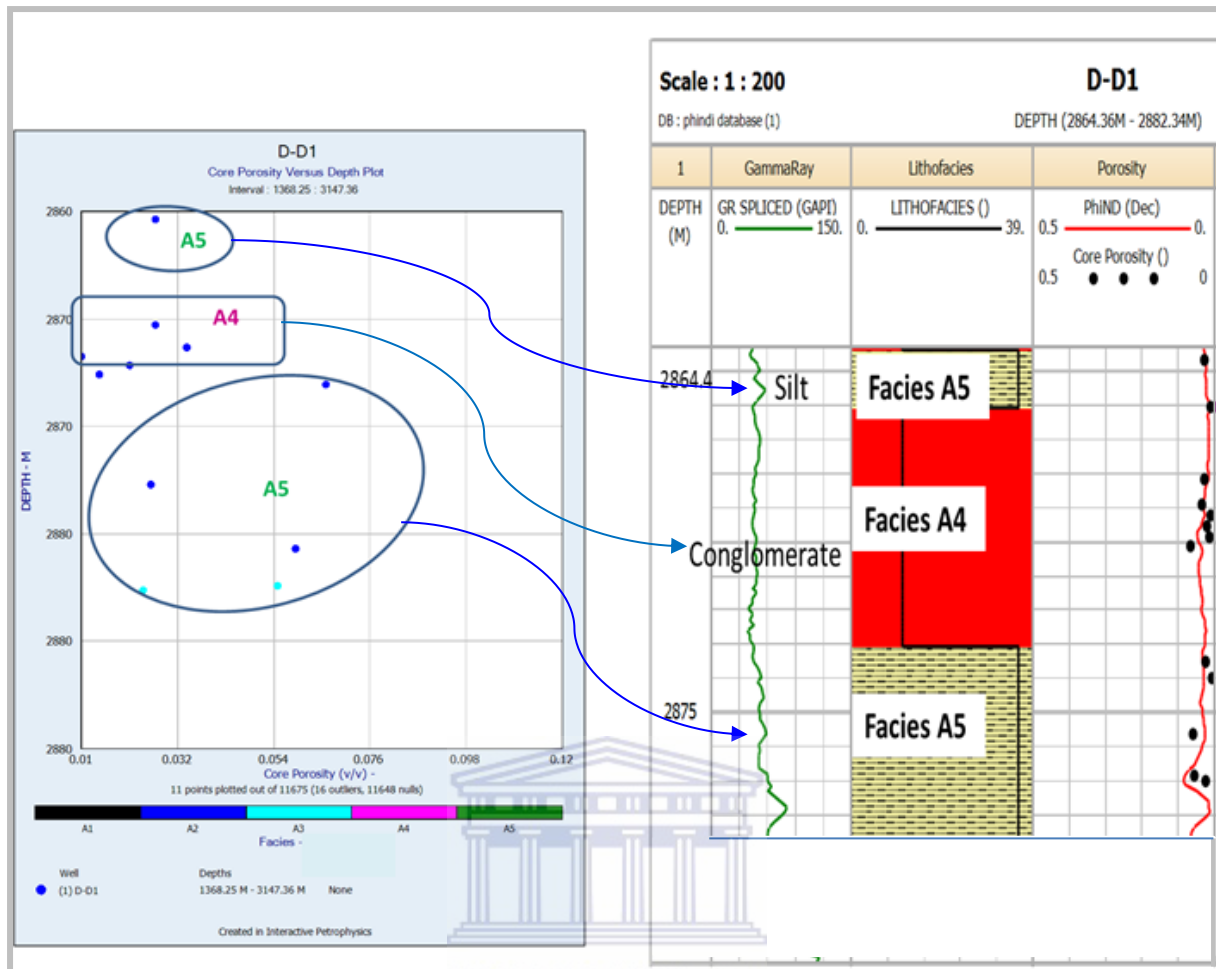 D-D1
Core Porosity Versus Depth Plot
Interval : 1368.25 : 3147.36
2860
2870
2870
2880
2880
2880
DEPTH - M
A5
A4
A5
0.01 0.032 0.054 0.076 0.098 0.12
Core Porosity (v/v) -
11 points plotted out of 11675 (16 outliers, 11648 nulls)
A1 A2 A3 A4 A5
Facies -
Well Depths
(1) D-D1 1368.25 M - 3147.36 M None
Created in Interactive Petrophysics
Scale : 1 : 200 D-D1
DB : phindi database (1) DEPTH (2864.36M - 2882.34M)
1 GammaRay Lithofacies Porosity
DEPTH (M)
GR SPLICED (GAPI)
0. 150.
LITHOFACIES ()
0. 39.
PhiND (Dec)
0.5 0.
Core Porosity ()
0.5 0
2864.4 Silt Facies A5
Facies A4
Conglomerate
2875 Facies A5